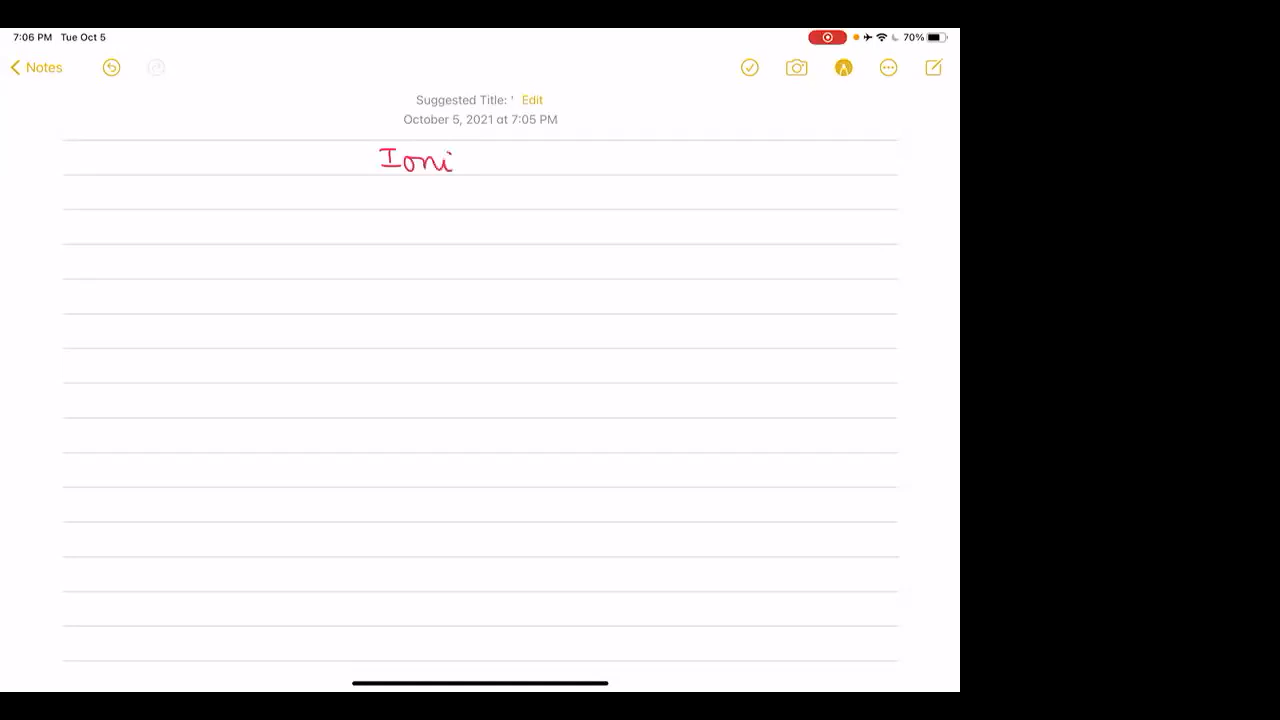 7:06 PM Tue Oct 5 70%
Notes
Suggested Title: ' Edit
October 5, 2021 at 7:05 PM
Ioni